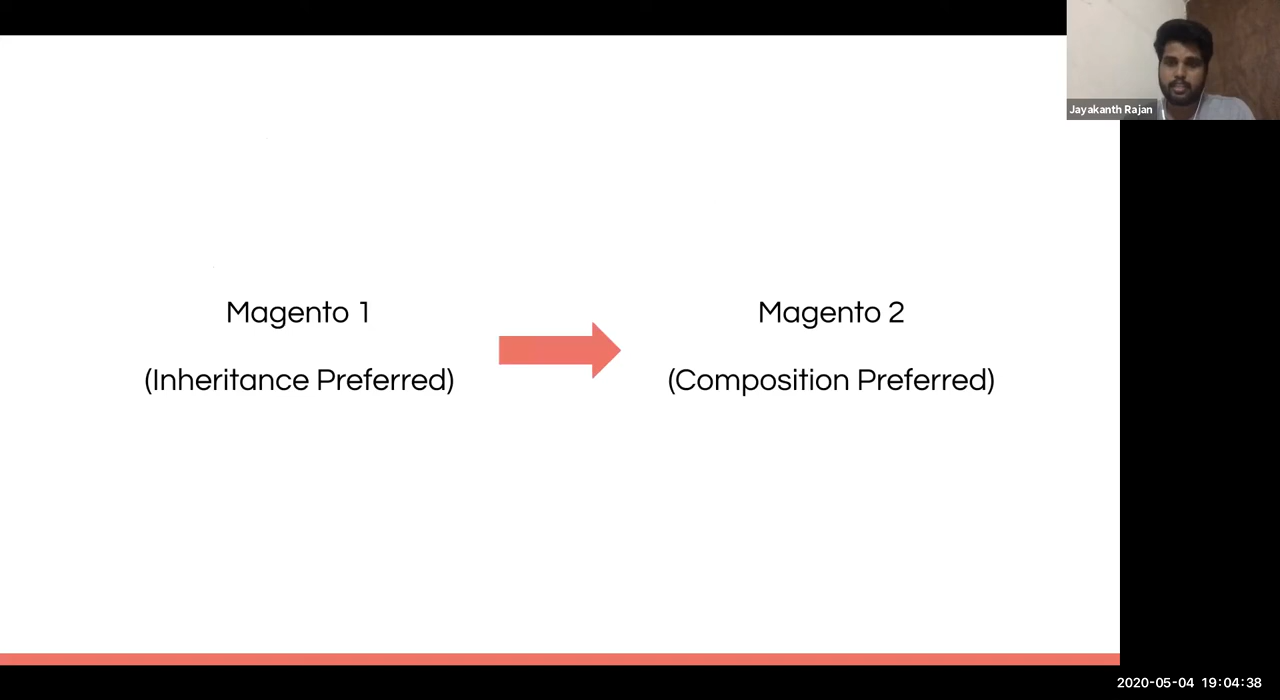 Jayakanth Rajan
Magento 1
(Inheritance Preferred)
Magento 2
(Composition Preferred)
2020-05-04 19:04:38